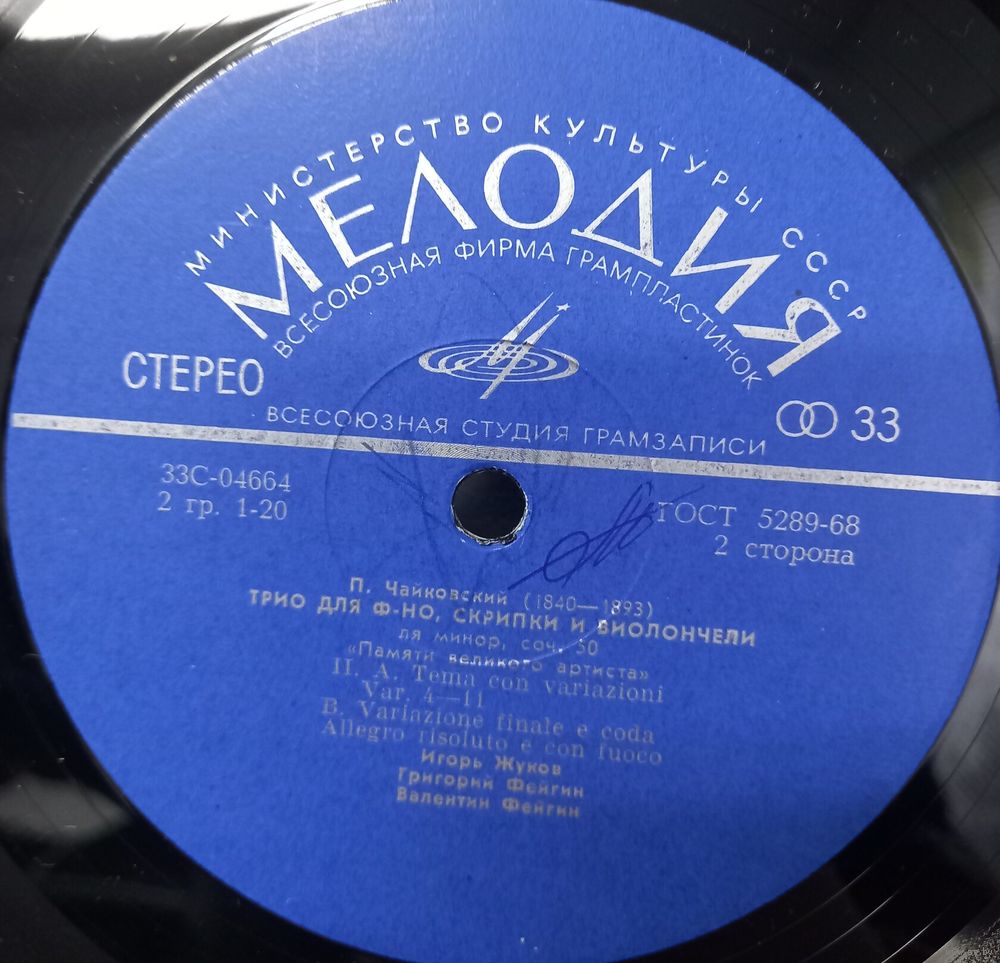 МИНИСТЕРСТВО КУЛЬТУРЫ СССР
МЕЛОДИЯ
ВСЕСОЮЗНАЯ ФИРМА ГРАМПЛАСТИНОК
СТЕРЕО
33
ВСЕСОЮЗНАЯ СТУДИЯ ГРАМЗАПИСИ
33С-04664
2 гр. 1-20
ГОСТ 5289-68
2 сторона
П. Чайковский (1840—1893)
ТРИО ДЛЯ Ф-НО, СКРИПКИ И ВИОЛОНЧЕЛИ
ля минор, соч. 50
«Памяти великого артиста»
II. A. Tema con variazioni
Var. 4—11
B. Variazione finale e coda
Allegro risoluto e con fuoco
Игорь Жуков
Григорий Фейгин
Валентин Фейгин